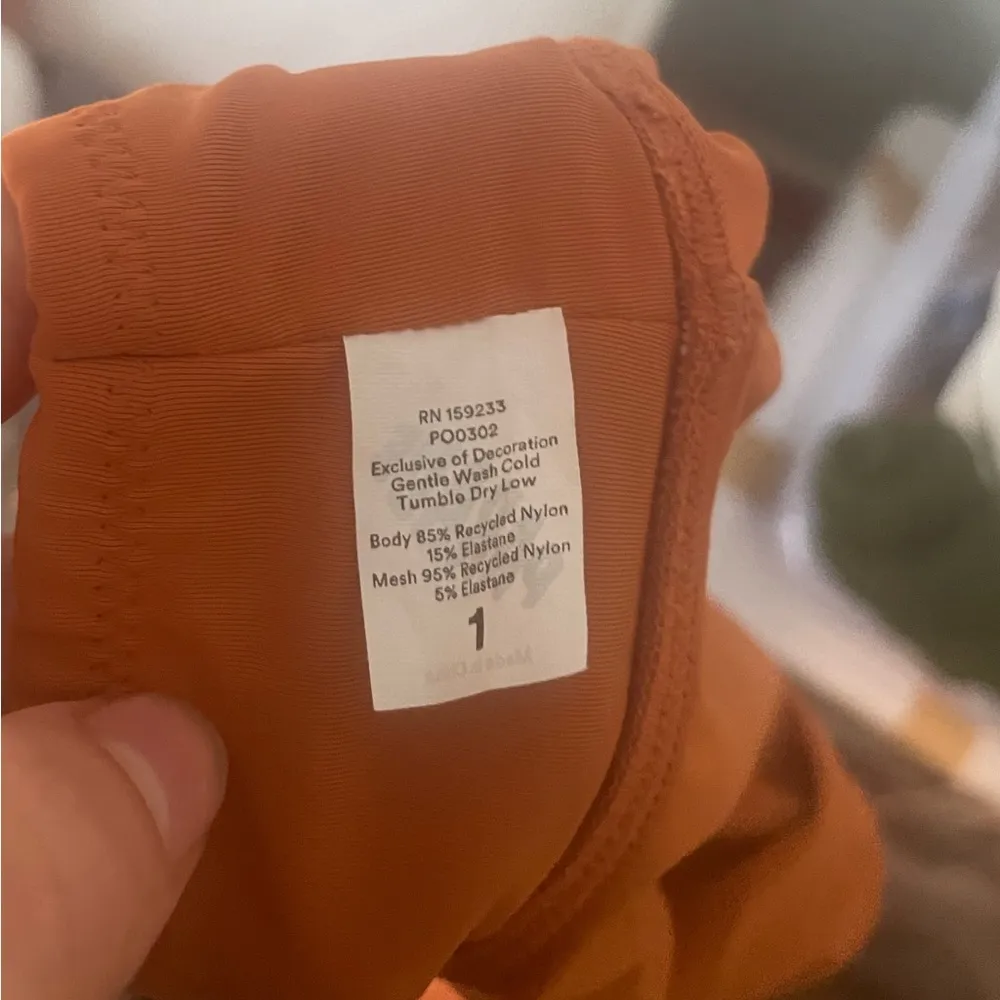 RN 159233
PO0302
Exclusive of Decoration
Gentle Wash Cold
Tumble Dry Low
Body 85% Recycled Nylon
15% Elastane
Mesh 95% Recycled Nylon
5% Elastane
1